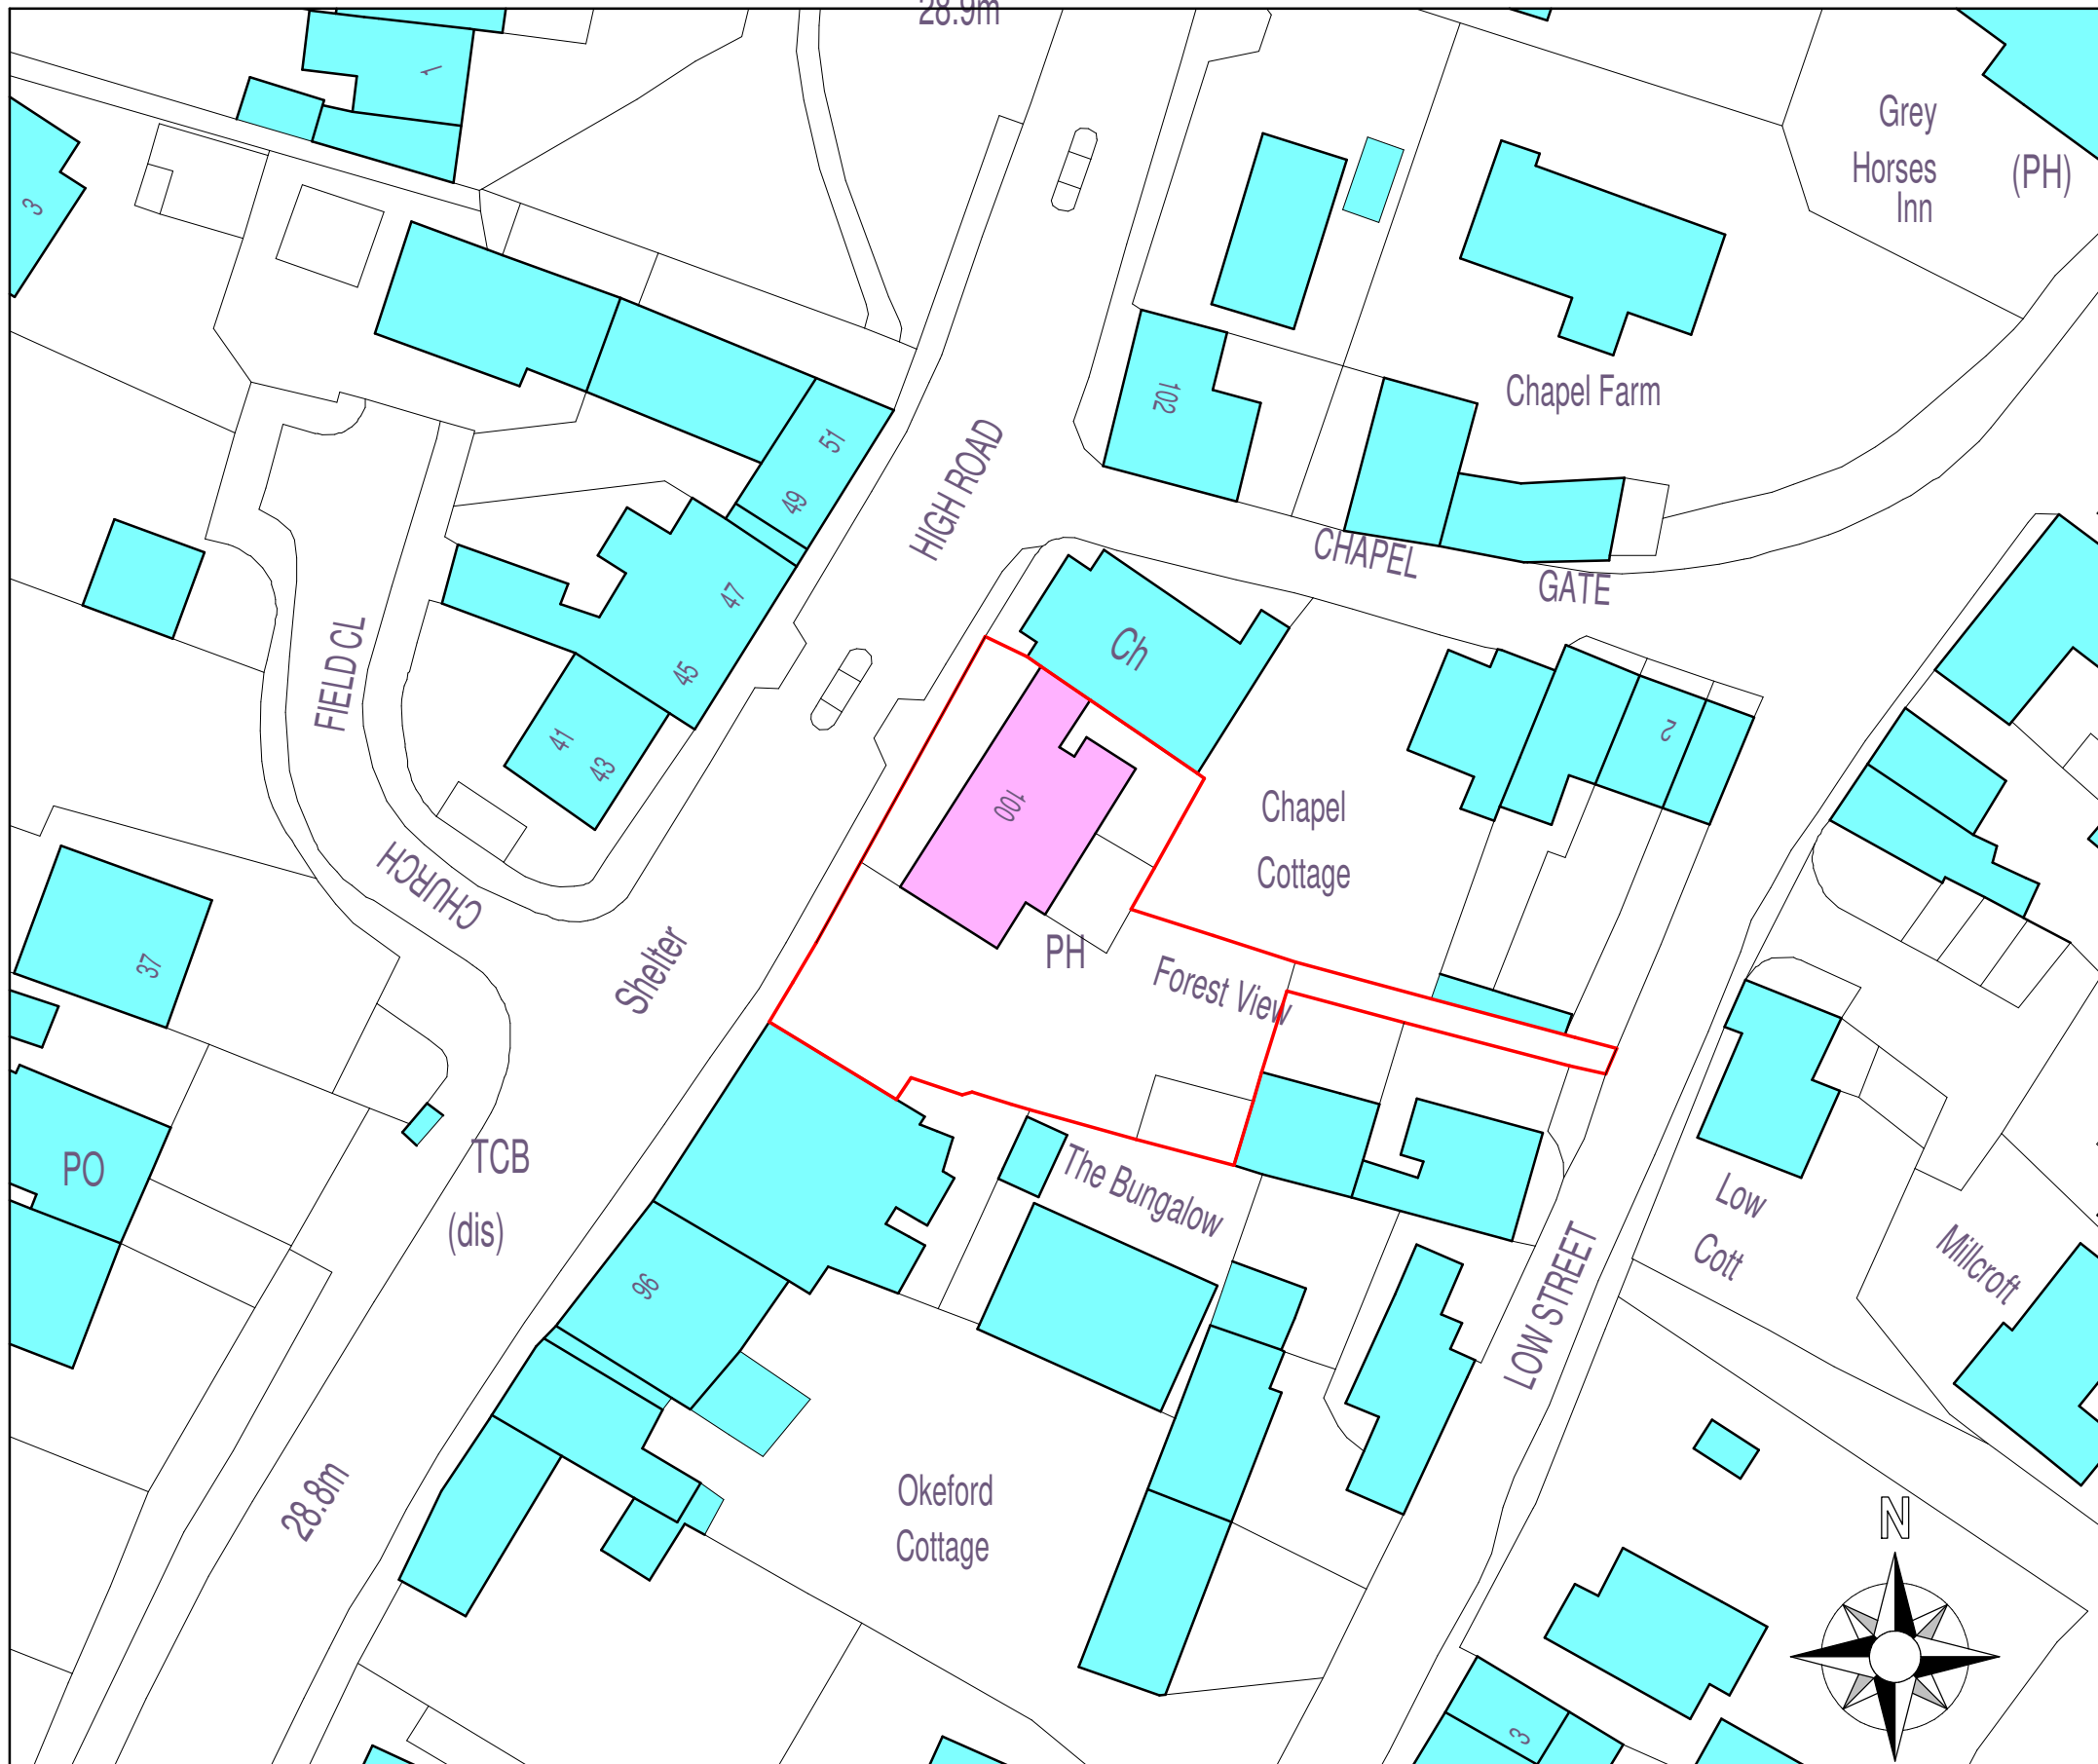 28.9m
1
Grey
Horses
Inn
(PH)
3
102
Chapel Farm
51
49
HIGH ROAD
CHAPEL
GATE
47
45
Ch
FIELD CL
41
43
2
100
Chapel
Cottage
CHURCH
37
Shelter
PH
Forest View
TCB
(dis)
PO
The Bungalow
Low
Cott
Millcroft
96
LOW STREET
28.8m
Okeford
Cottage
N
3